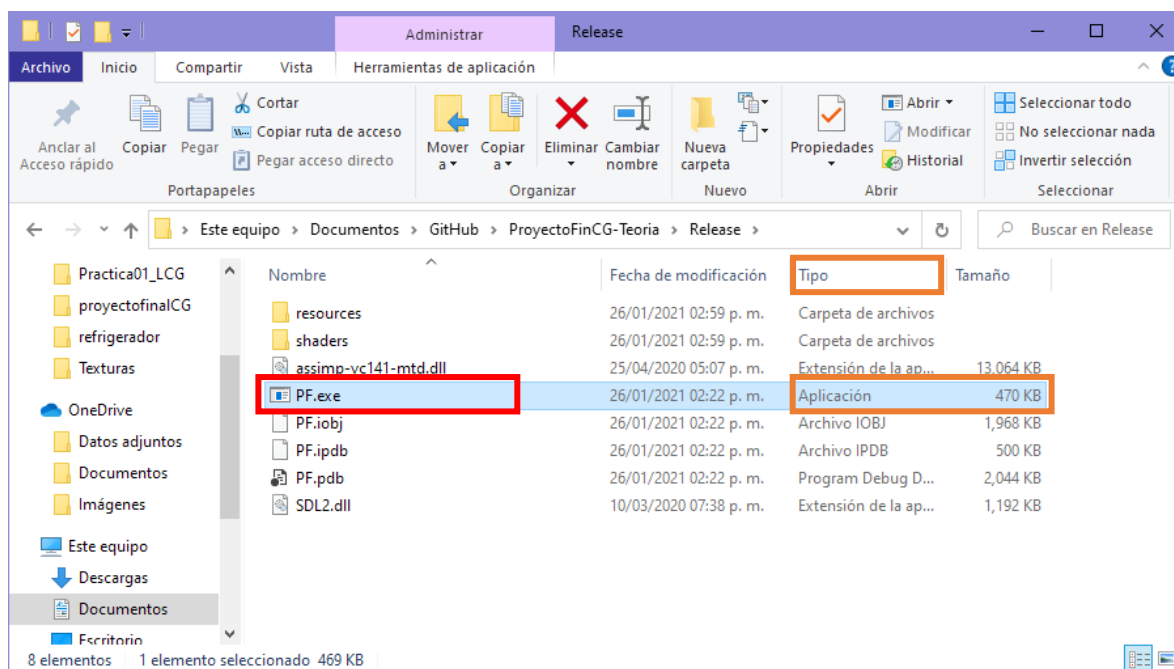 Administrar Release
Archivo Inicio Compartir Vista Herramientas de aplicación
Anclar al
Acceso rápido
Copiar
Pegar
Cortar
Copiar ruta de acceso
Pegar acceso directo
Portapapeles
Mover
a
Copiar
a
Eliminar
Cambiar
nombre
Organizar
Nueva
carpeta
Nuevo
Propiedades
Abrir
Modificar
Historial
Abrir
Seleccionar todo
No seleccionar nada
Invertir selección
Seleccionar
Este equipo > Documentos > GitHub > ProyectoFinCG-Teoria > Release >
Buscar en Release
Practica01_LCG
proyectofinalCG
refrigerador
Texturas
OneDrive
Datos adjuntos
Documentos
Imágenes
Este equipo
Descargas
Documentos
Escritorio
Nombre Fecha de modificación Tipo Tamaño
resources 26/01/2021 02:59 p. m. Carpeta de archivos
shaders 26/01/2021 02:59 p. m. Carpeta de archivos
assimp-vc141-mtd.dll 25/04/2020 05:07 p. m. Extensión de la ap... 13,064 KB
PF.exe 26/01/2021 02:22 p. m. Aplicación 470 KB
PF.iobj 26/01/2021 02:22 p. m. Archivo IOBJ 1,968 KB
PF.ipdb 26/01/2021 02:22 p. m. Archivo IPDB 500 KB
PF.pdb 26/01/2021 02:22 p. m. Program Debug D... 2,044 KB
SDL2.dll 10/03/2020 07:38 p. m. Extensión de la ap... 1,192 KB
8 elementos 1 elemento seleccionado 469 KB